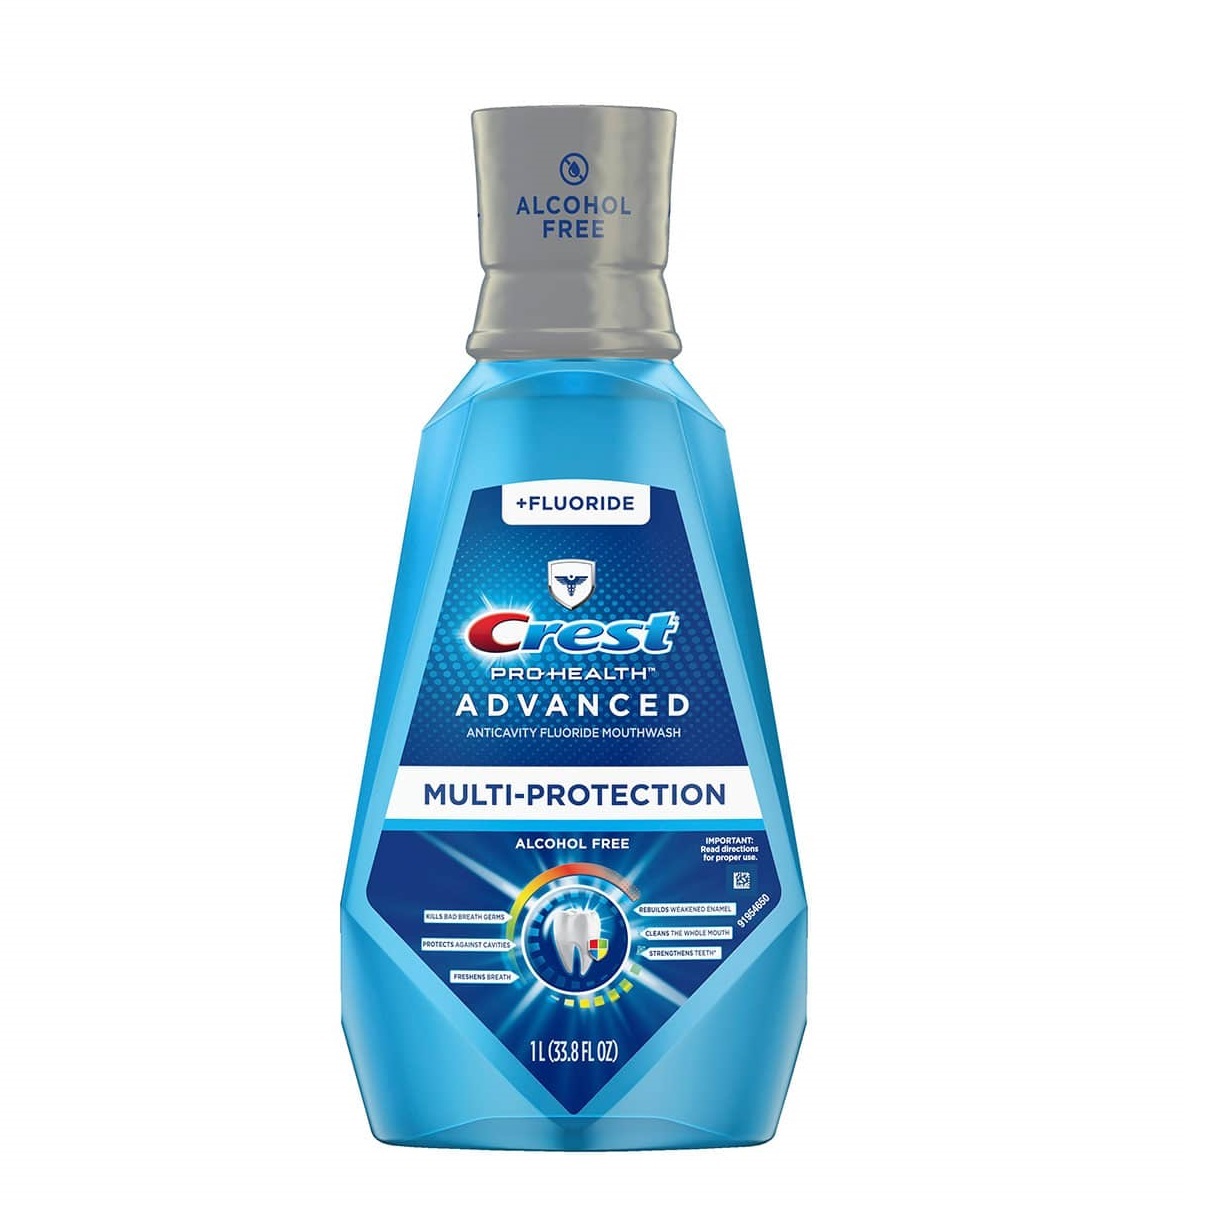 ALCOHOL
FREE
+FLUORIDE
Crest
PRO-HEALTH™
ADVANCED
ANTICAVITY FLUORIDE MOUTHWASH
MULTI-PROTECTION
ALCOHOL FREE
IMPORTANT:
Read directions
for proper use.
91954650
KILLS BAD BREATH GERMS
PROTECTS AGAINST CAVITIES
FRESHENS BREATH
REBUILDS WEAKENED ENAMEL
CLEANS THE WHOLE MOUTH
STRENGTHENS TEETH*
1 L (33.8 FL OZ)